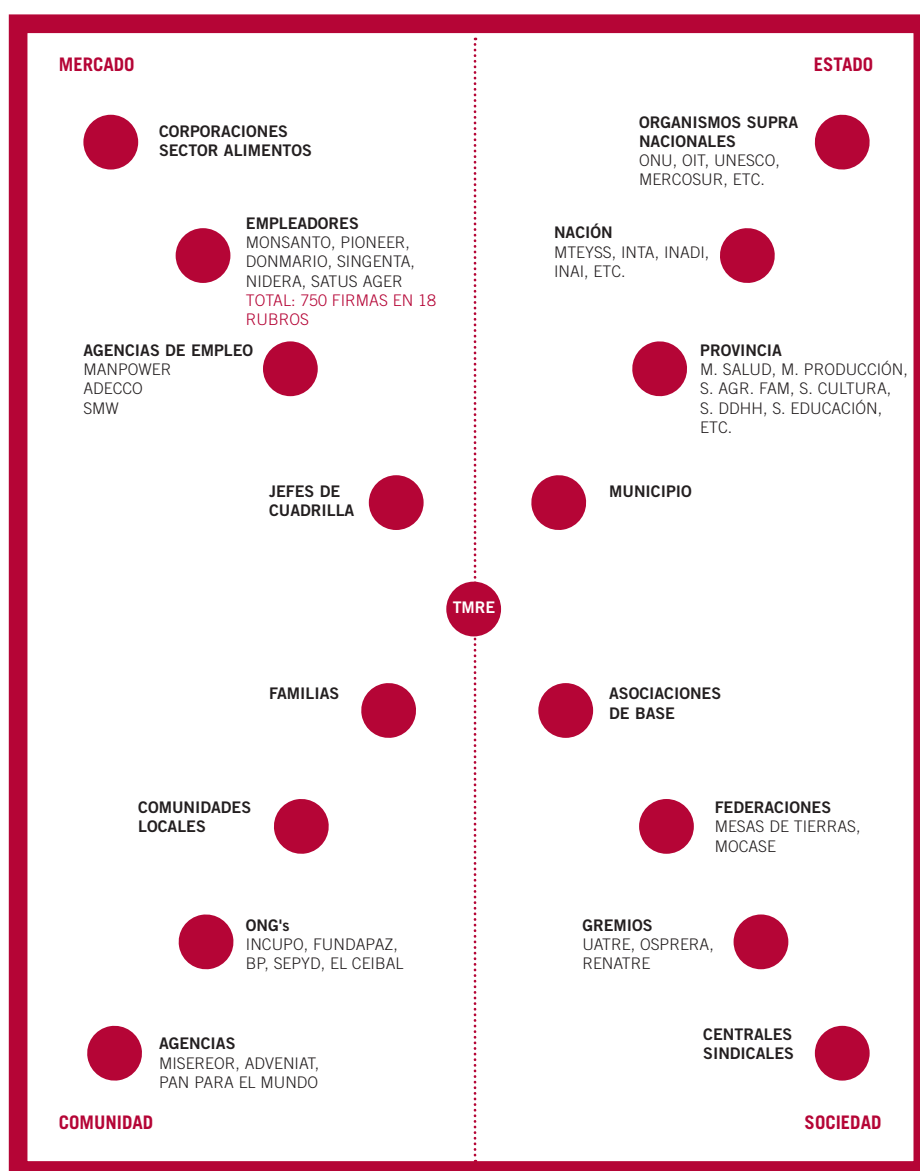 MERCADO
ESTADO
CORPORACIONES
SECTOR ALIMENTOS
ORGANISMOS SUPRA
NACIONALES
ONU, OIT, UNESCO,
MERCOSUR, ETC.
EMPLEADORES
MONSANTO, PIONEER,
DONMARIO, SINGENTA,
NIDERA, SATUS AGER
TOTAL: 750 FIRMAS EN 18
RUBROS
NACIÓN
MTEYSS, INTA, INADI,
INAI, ETC.
AGENCIAS DE EMPLEO
MANPOWER
ADECCO
SMW
PROVINCIA
M. SALUD, M. PRODUCCIÓN,
S. AGR. FAM, S. CULTURA,
S. DDHH, S. EDUCACIÓN,
ETC.
JEFES DE
CUADRILLA
MUNICIPIO
TMRE
FAMILIAS
ASOCIACIONES
DE BASE
COMUNIDADES
LOCALES
FEDERACIONES
MESAS DE TIERRAS,
MOCASE
ONG's
INCUPO, FUNDAPAZ,
BP, SEPYD, EL CEIBAL
GREMIOS
UATRE, OSPRERA,
RENATRE
AGENCIAS
MISEREOR, ADVENIAT,
PAN PARA EL MUNDO
CENTRALES
SINDICALES
COMUNIDAD
SOCIEDAD